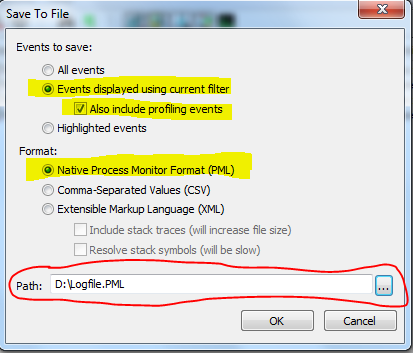 Save To File
Events to save:
All events
Events displayed using current filter
Also include profiling events
Highlighted events
Format:
Native Process Monitor Format (PML)
Comma-Separated Values (CSV)
Extensible Markup Language (XML)
Include stack traces (will increase file size)
Resolve stack symbols (will be slow)
Path: D:\Logfile.PML ...
OK Cancel